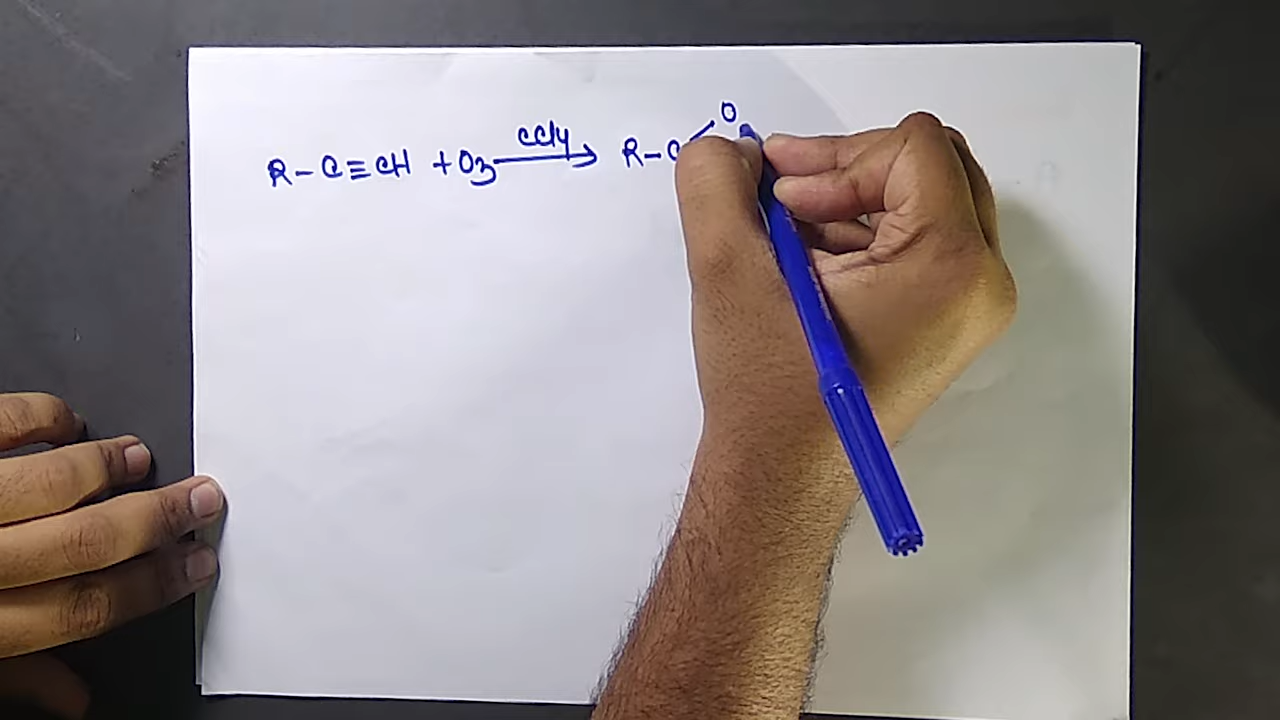 R-C≡CH + O3 CCl4→ R-C O